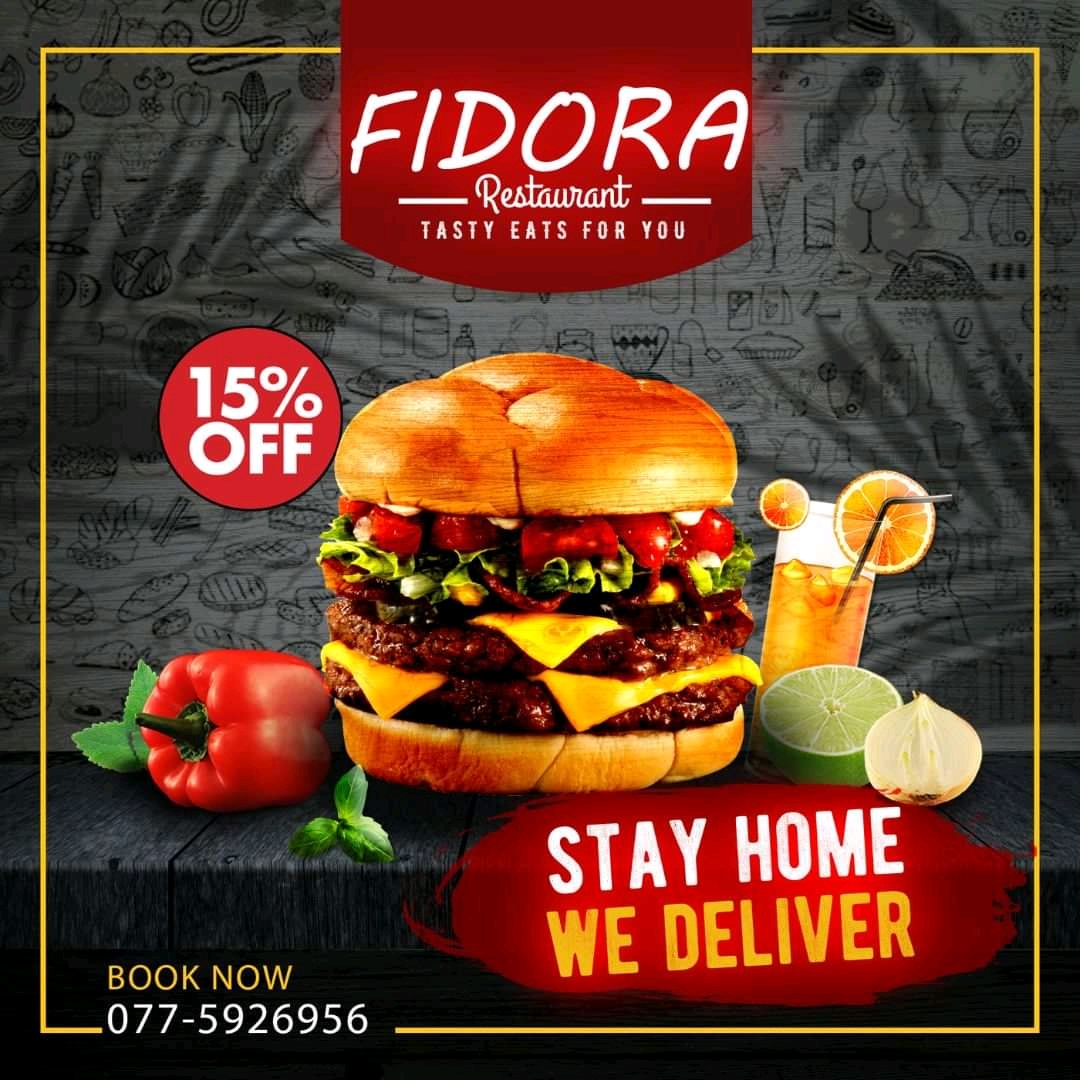 FIDORA
Restaurant
TASTY EATS FOR YOU
15%
OFF
STAY HOME
WE DELIVER
BOOK NOW
077-5926956